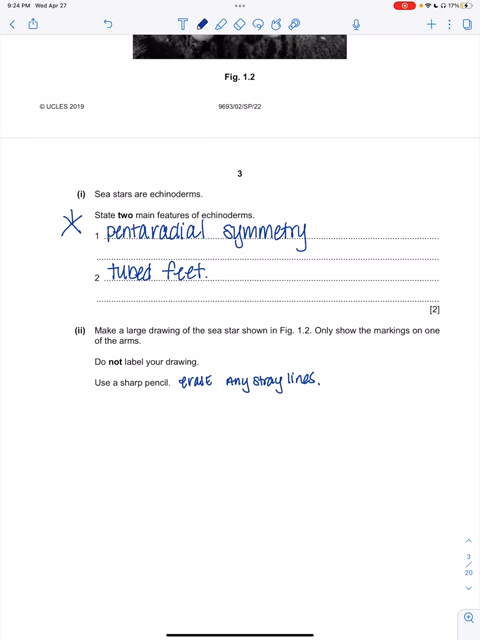 9:24 PM Wed Apr 27
17%
Fig. 1.2
© UCLES 2019 9693/02/SP/22
3
(i) Sea stars are echinoderms.
State two main features of echinoderms.
1 pentaradial symmetry
2 tubed feet.
[2]
(ii) Make a large drawing of the sea star shown in Fig. 1.2. Only show the markings on one
of the arms.
Do not label your drawing.
Use a sharp pencil. erase any stray lines.
3
/
20